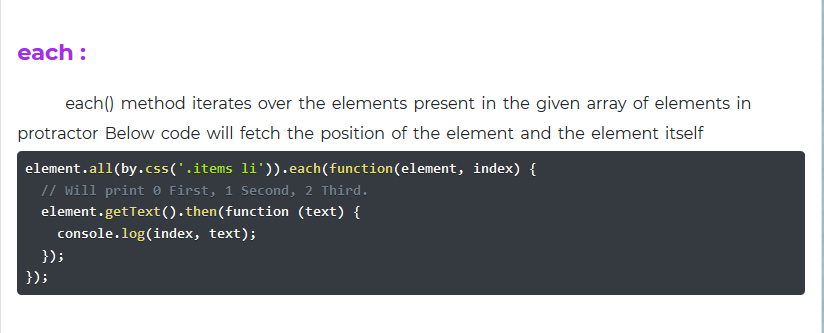 each :
each() method iterates over the elements present in the given array of elements in
protractor Below code will fetch the position of the element and the element itself
element.all(by.css('.items li')).each(function(element, index) {
  // Will print 0 First, 1 Second, 2 Third.
  element.getText().then(function (text) {
    console.log(index, text);
  });
});